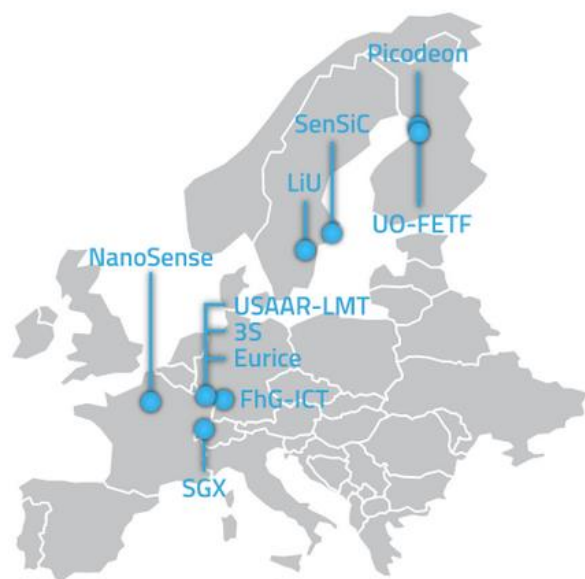 Picodeon
SenSiC
LiU
UO-FETF
NanoSense
USAAR-LMT
3S
Eurice
FhG-ICT
SGX